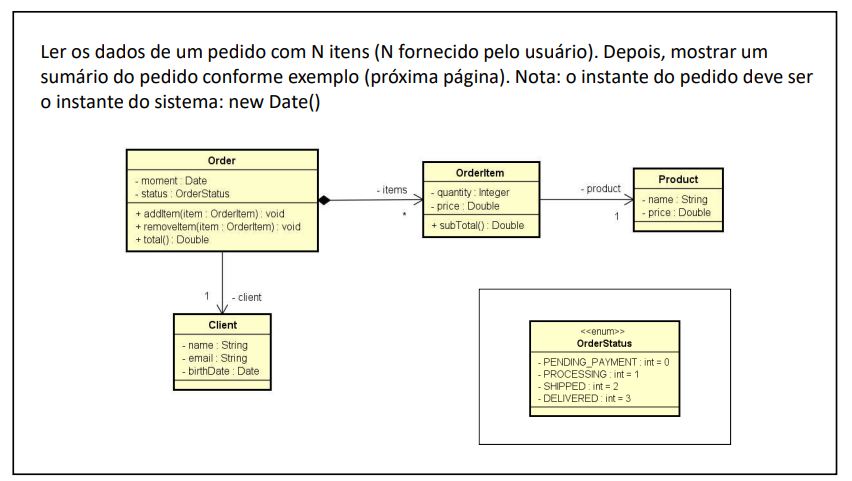 Ler os dados de um pedido com N itens (N fornecido pelo usuário). Depois, mostrar um
sumário do pedido conforme exemplo (próxima página). Nota: o instante do pedido deve ser
o instante do sistema: new Date()
Order
- moment : Date
- status : OrderStatus
+ addItem(item : OrderItem) : void
+ removeItem(item : OrderItem) : void
+ total() : Double
- items
*
OrderItem
- quantity : Integer
- price : Double
+ subTotal() : Double
- product
1
Product
- name : String
- price : Double
1
- client
Client
- name : String
- email : String
- birthDate : Date
<<enum>>
OrderStatus
- PENDING_PAYMENT : int = 0
- PROCESSING : int = 1
- SHIPPED : int = 2
- DELIVERED : int = 3